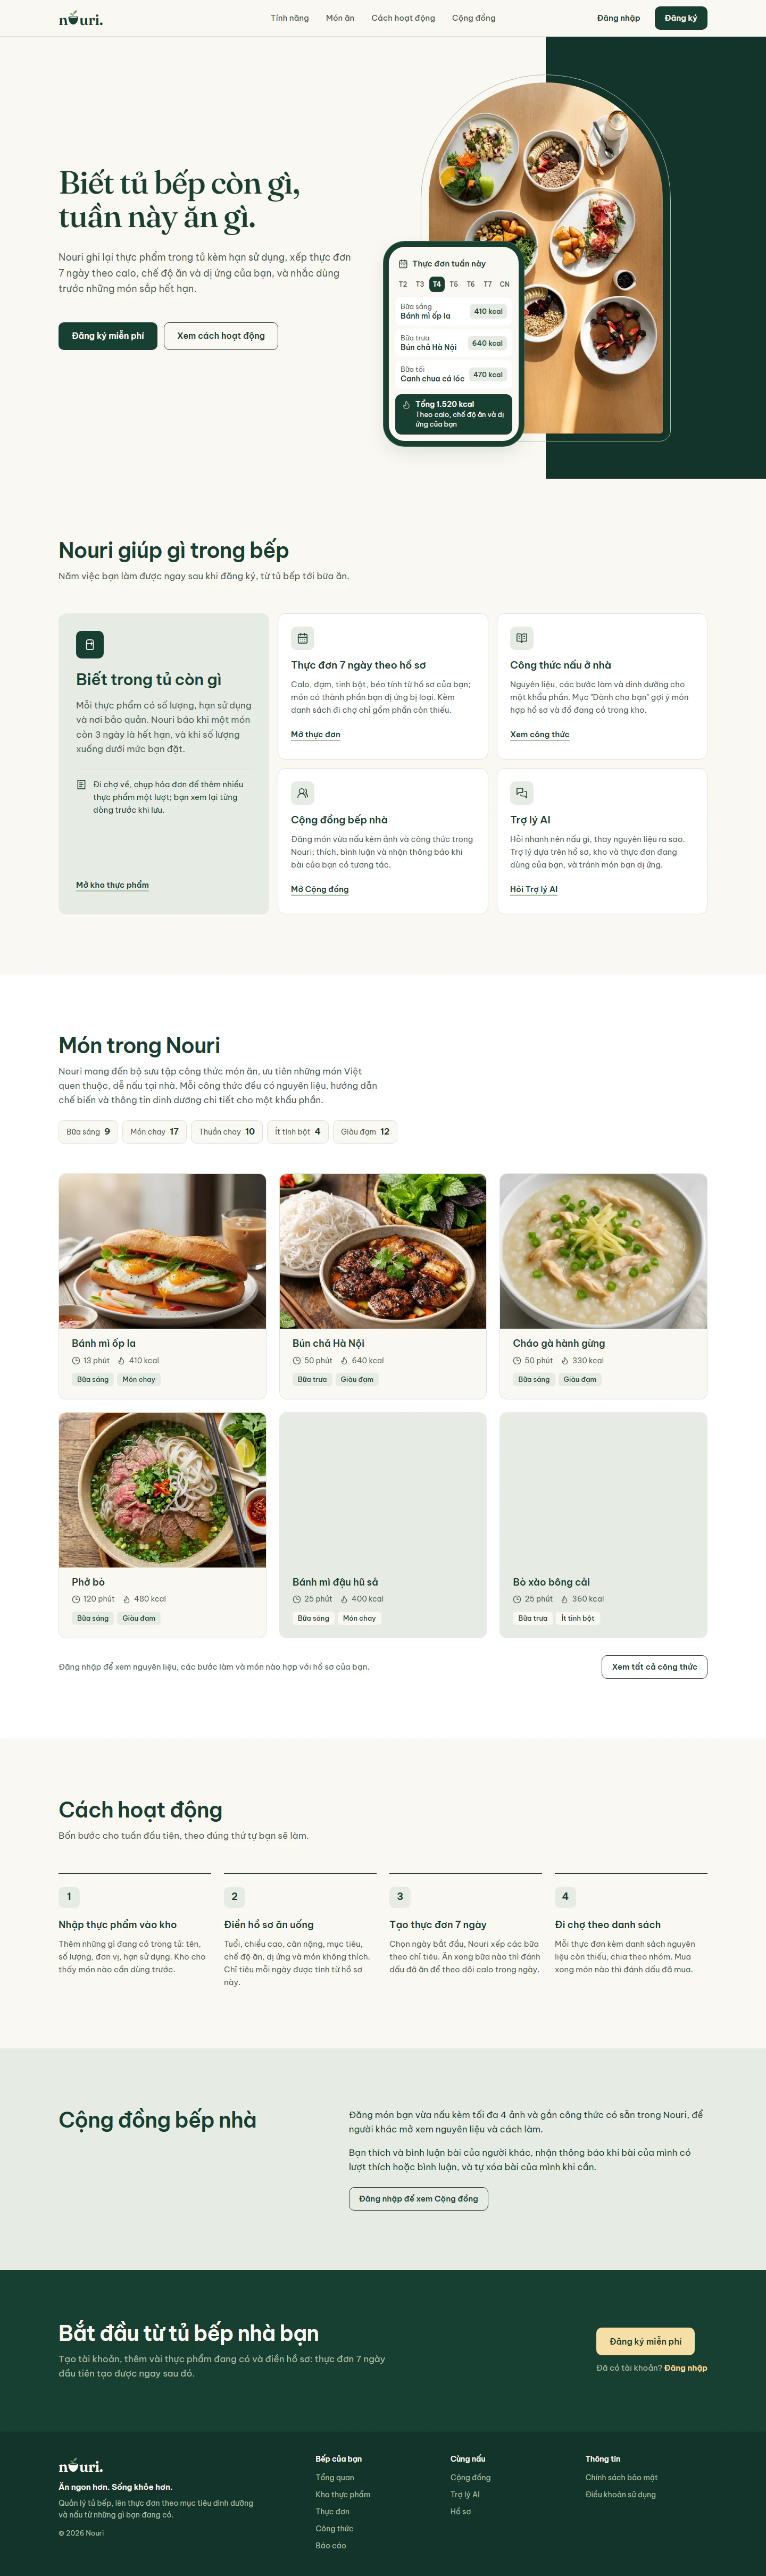 nouri.
Tính năng
Món ăn
Cách hoạt động
Cộng đồng
Đăng nhập
Đăng ký
Biết tủ bếp còn gì,
tuần này ăn gì.
Nouri ghi lại thực phẩm trong tủ kèm hạn sử dụng, xếp thực đơn
7 ngày theo calo, chế độ ăn và dị ứng của bạn, và nhắc dùng
trước những món sắp hết hạn.
Đăng ký miễn phí
Xem cách hoạt động
Thực đơn tuần này
T2 T3 T4 T5 T6 T7 CN
Bữa sáng
Bánh mì ốp la
410 kcal
Bữa trưa
Bún chả Hà Nội
640 kcal
Bữa tối
Canh chua cá lóc
470 kcal
Tổng 1.520 kcal
Theo calo, chế độ ăn và dị
ứng của bạn
Nouri giúp gì trong bếp
Năm việc bạn làm được ngay sau khi đăng ký, từ tủ bếp tới bữa ăn.
Biết trong tủ còn gì
Mỗi thực phẩm có số lượng, hạn sử dụng
và nơi bảo quản. Nouri báo khi một món
còn 3 ngày là hết hạn, và khi số lượng
xuống dưới mức bạn đặt.
Đi chợ về, chụp hóa đơn để thêm nhiều
thực phẩm một lượt; bạn xem lại từng
dòng trước khi lưu.
Mở kho thực phẩm
Thực đơn 7 ngày theo hồ sơ
Calo, đạm, tinh bột, béo tính từ hồ sơ của bạn;
món có thành phần bạn dị ứng bị loại. Kèm
danh sách đi chợ chỉ gồm phần còn thiếu.
Mở thực đơn
Công thức nấu ở nhà
Nguyên liệu, các bước làm và dinh dưỡng cho
một khẩu phần. Mục "Dành cho bạn" gợi ý món
hợp hồ sơ và đồ đang có trong kho.
Xem công thức
Cộng đồng bếp nhà
Đăng món vừa nấu kèm ảnh và công thức trong
Nouri; thích, bình luận và nhận thông báo khi
bài của bạn có tương tác.
Mở Cộng đồng
Trợ lý AI
Hỏi nhanh nên nấu gì, thay nguyên liệu ra sao.
Trợ lý dựa trên hồ sơ, kho và thực đơn đang
dùng của bạn, và tránh món bạn dị ứng.
Hỏi Trợ lý AI
Món trong Nouri
Nouri mang đến bộ sưu tập công thức món ăn, ưu tiên những món Việt
quen thuộc, dễ nấu tại nhà. Mỗi công thức đều có nguyên liệu, hướng dẫn
chế biến và thông tin dinh dưỡng chi tiết cho một khẩu phần.
Bữa sáng 9
Món chay 17
Thuần chay 10
Ít tinh bột 4
Giàu đạm 12
Bánh mì ốp la
13 phút 410 kcal
Bữa sáng Món chay
Bún chả Hà Nội
50 phút 640 kcal
Bữa trưa Giàu đạm
Cháo gà hành gừng
50 phút 330 kcal
Bữa sáng Giàu đạm
Phở bò
120 phút 480 kcal
Bữa sáng Giàu đạm
Bánh mì đậu hũ sả
25 phút 400 kcal
Bữa sáng Món chay
Bò xào bông cải
25 phút 360 kcal
Bữa trưa Ít tinh bột
Đăng nhập để xem nguyên liệu, các bước làm và món nào hợp với hồ sơ của bạn.
Xem tất cả công thức
Cách hoạt động
Bốn bước cho tuần đầu tiên, theo đúng thứ tự bạn sẽ làm.
1
Nhập thực phẩm vào kho
Thêm những gì đang có trong tủ: tên,
số lượng, đơn vị, hạn sử dụng. Kho cho
thấy món nào cần dùng trước.
2
Điền hồ sơ ăn uống
Tuổi, chiều cao, cân nặng, mục tiêu,
chế độ ăn, dị ứng và món không thích.
Chỉ tiêu mỗi ngày được tính từ hồ sơ
này.
3
Tạo thực đơn 7 ngày
Chọn ngày bắt đầu, Nouri xếp các bữa
theo chỉ tiêu. Ăn xong bữa nào thì đánh
dấu đã ăn để theo dõi calo trong ngày.
4
Đi chợ theo danh sách
Mỗi thực đơn kèm danh sách nguyên
liệu còn thiếu, chia theo nhóm. Mua
xong món nào thì đánh dấu đã mua.
Cộng đồng bếp nhà
Đăng món bạn vừa nấu kèm tối đa 4 ảnh và gắn công thức có sẵn trong Nouri, để
người khác mở xem nguyên liệu và cách làm.
Bạn thích và bình luận bài của người khác, nhận thông báo khi bài của mình có
lượt thích hoặc bình luận, và tự xóa bài của mình khi cần.
Đăng nhập để xem Cộng đồng
Bắt đầu từ tủ bếp nhà bạn
Tạo tài khoản, thêm vài thực phẩm đang có và điền hồ sơ: thực đơn 7 ngày
đầu tiên tạo được ngay sau đó.
Đăng ký miễn phí
Đã có tài khoản? Đăng nhập
nouri.
Ăn ngon hơn. Sống khỏe hơn.
Quản lý tủ bếp, lên thực đơn theo mục tiêu dinh dưỡng
và nấu từ những gì bạn đang có.
© 2026 Nouri
Bếp của bạn
Tổng quan
Kho thực phẩm
Thực đơn
Công thức
Báo cáo
Cùng nấu
Cộng đồng
Trợ lý AI
Hồ sơ
Thông tin
Chính sách bảo mật
Điều khoản sử dụng